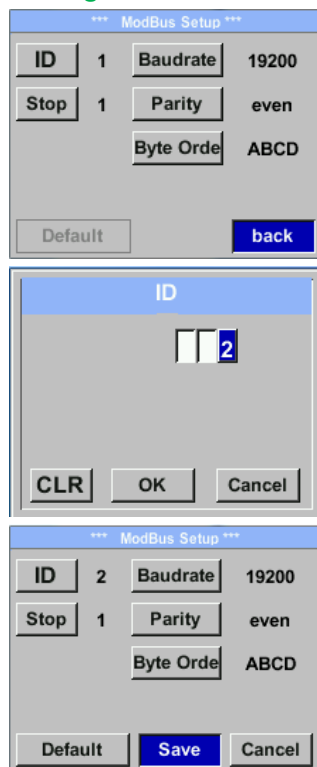 *** ModBus Setup ***
ID 1 Baudrate 19200
Stop 1 Parity even
Byte Orde ABCD
Default back
ID
2
CLR OK Cancel
*** ModBus Setup ***
ID 2 Baudrate 19200
Stop 1 Parity even
Byte Orde ABCD
Default Save Cancel